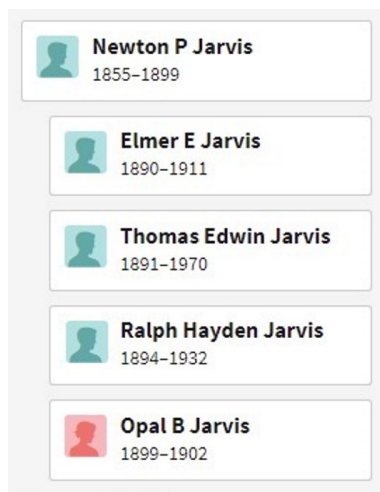 Newton P Jarvis
1855–1899
Elmer E Jarvis
1890–1911
Thomas Edwin Jarvis
1891–1970
Ralph Hayden Jarvis
1894–1932
Opal B Jarvis
1899–1902